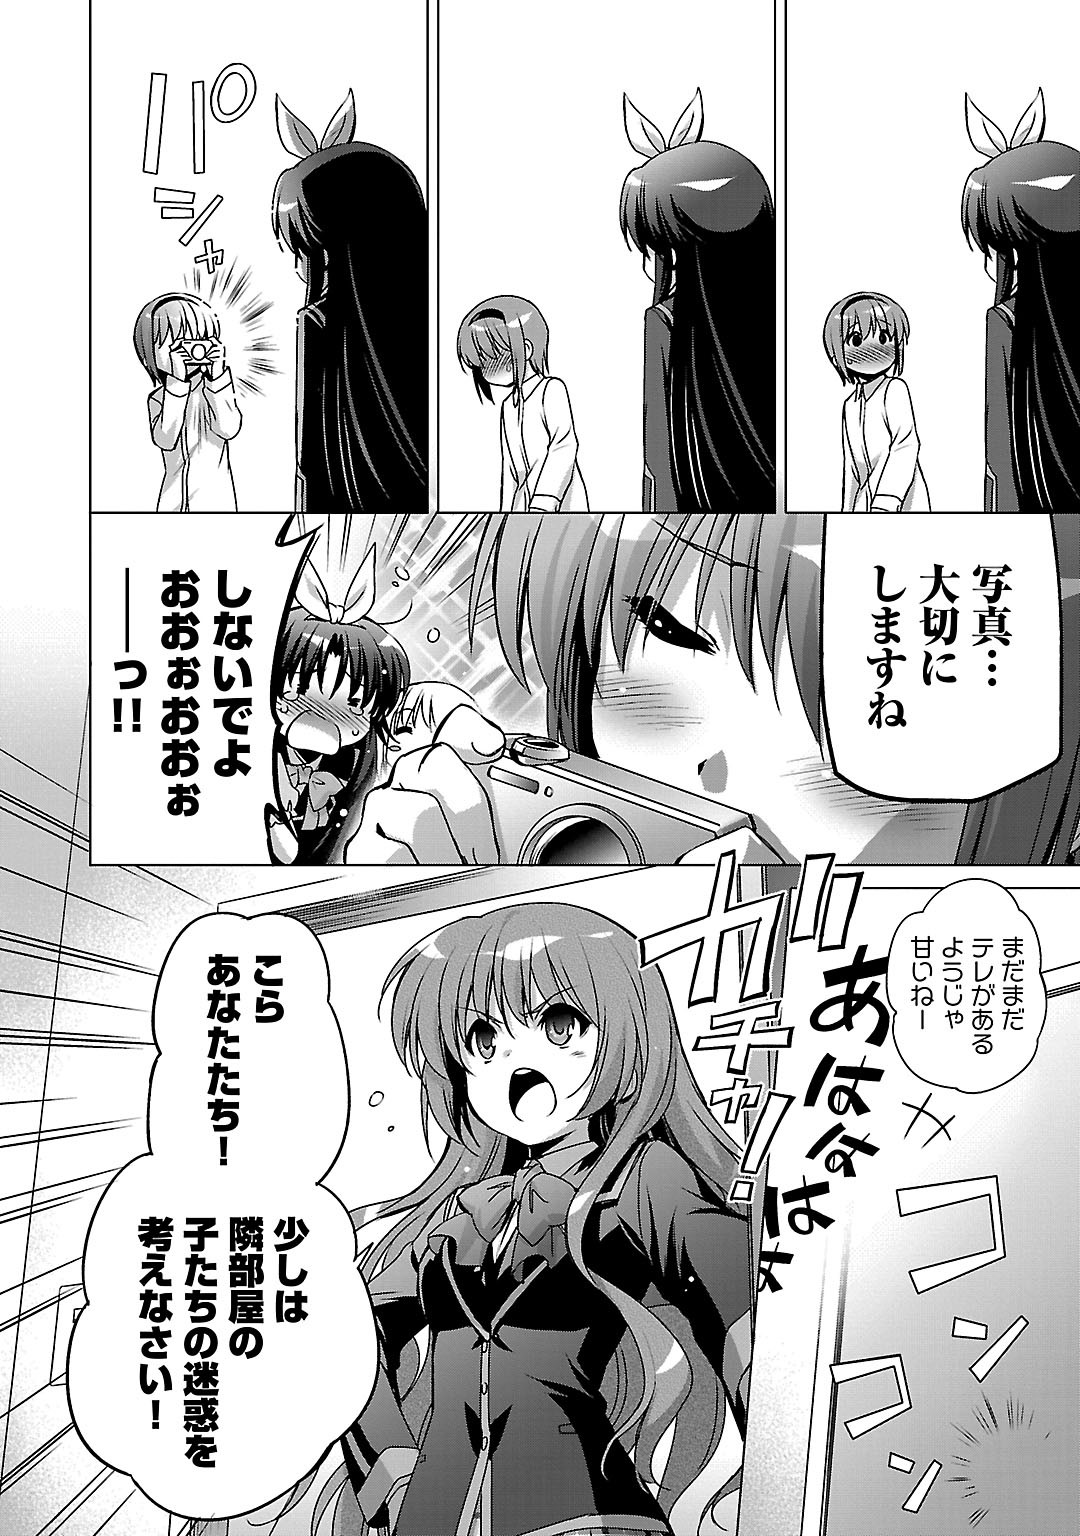 パシャ
写真…
大切に
しますね
しないでよ
おおぉぉおおぉ
――っ!!
まだまだ
テレがある
ようじゃ
甘いねー
コン
コン
あははははは
ガチャ!
こら
あなたたち!
少しは
隣部屋の
子たちの迷惑を
考えなさい!